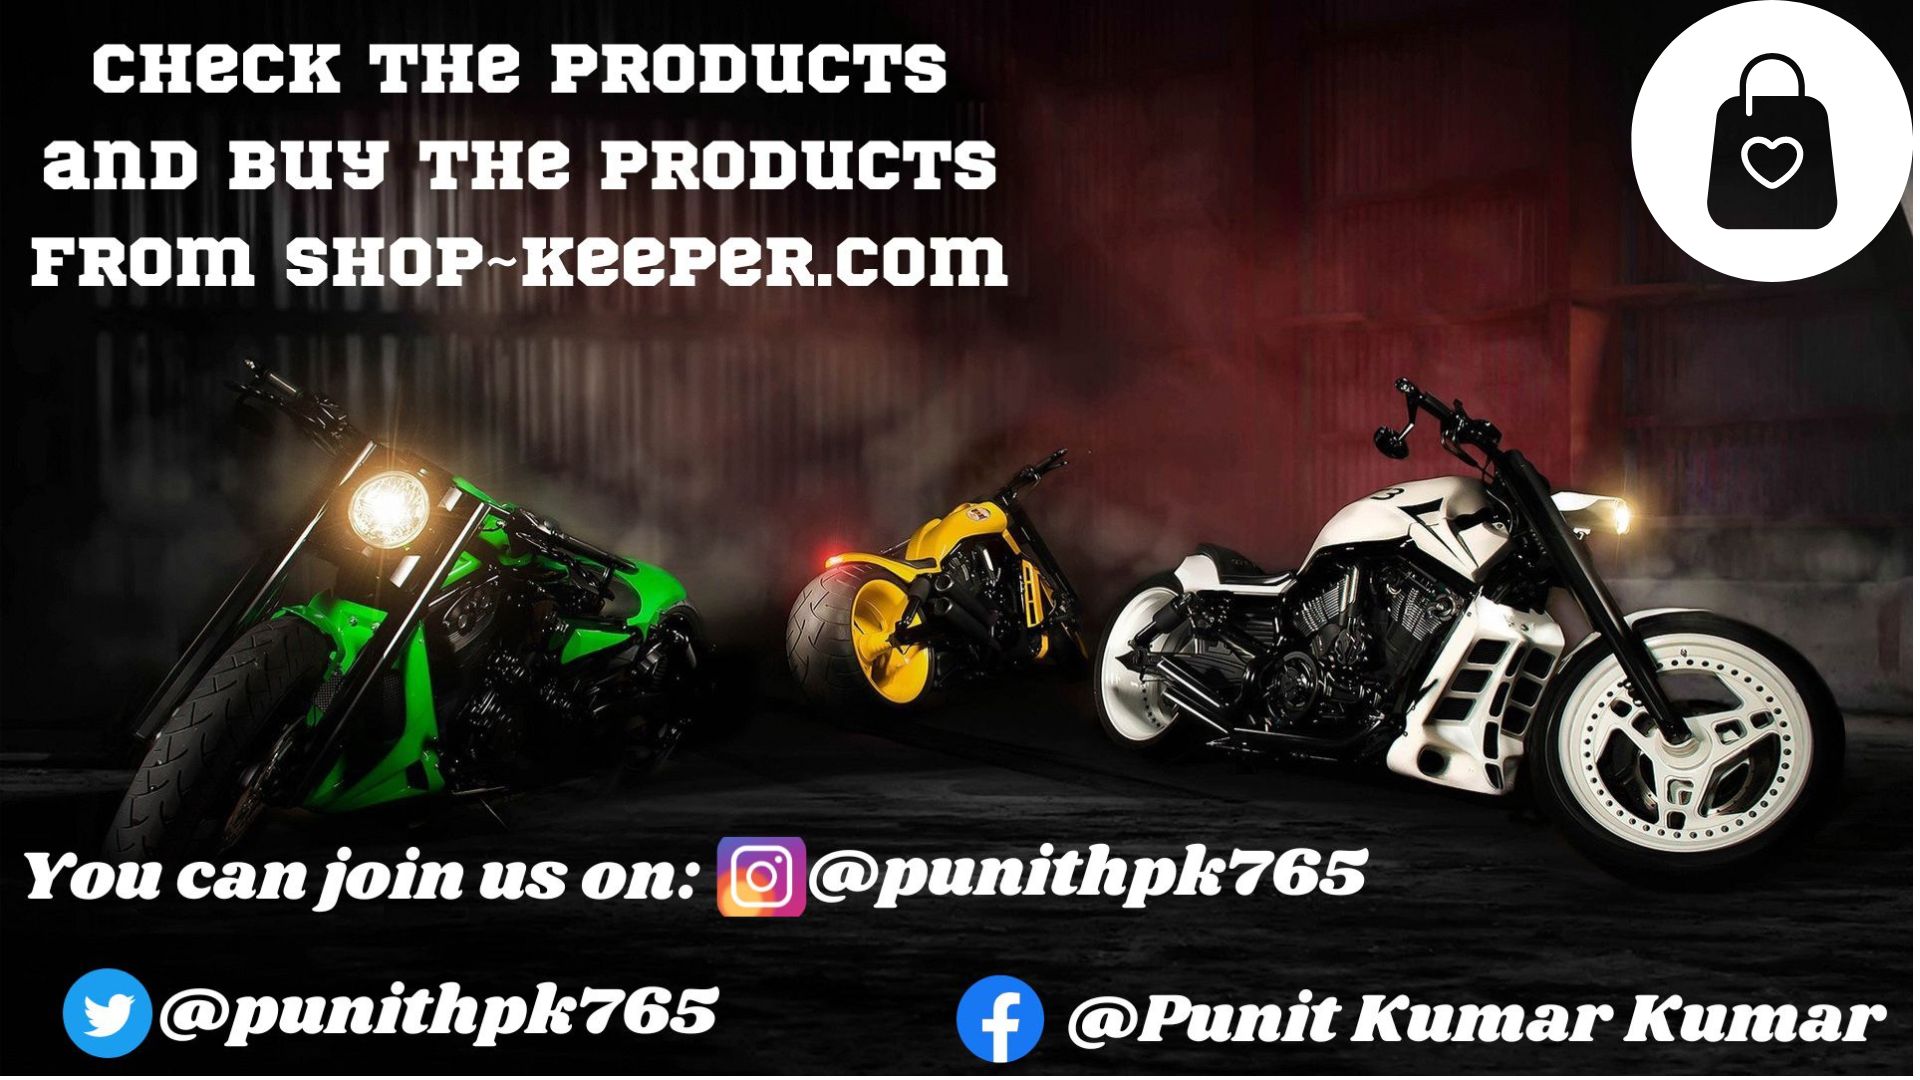 CHeCK THe PRODUCTS
aND BUY THe PRODUCTS
FROm SHOP~KeePeR.COm
You can join us on: @punithpk765
@punithpk765
@Punit Kumar Kumar